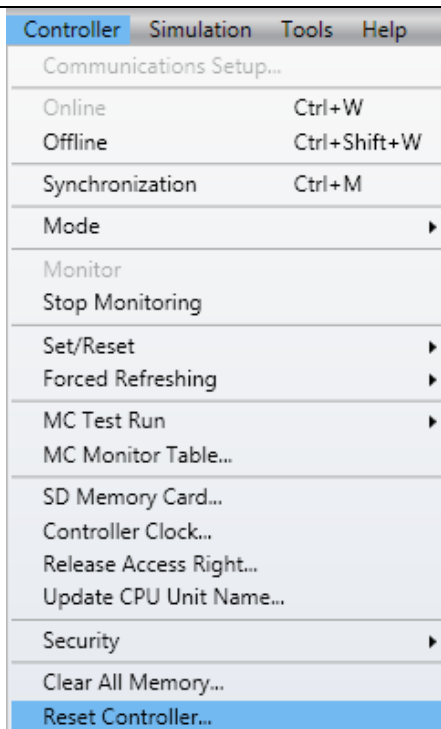 Controller Simulation Tools Help
Communications Setup...
Online Ctrl+W
Offline Ctrl+Shift+W
Synchronization Ctrl+M
Mode
Monitor
Stop Monitoring
Set/Reset
Forced Refreshing
MC Test Run
MC Monitor Table...
SD Memory Card...
Controller Clock...
Release Access Right...
Update CPU Unit Name...
Security
Clear All Memory...
Reset Controller...